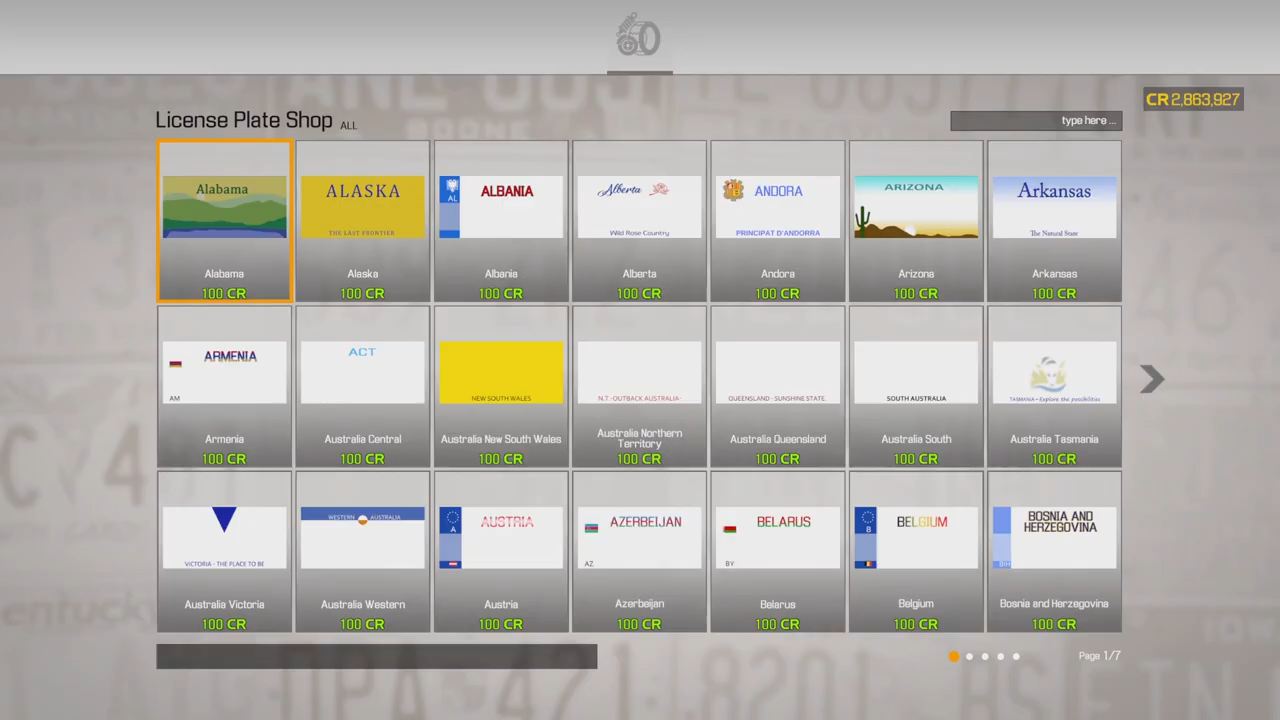 CR 2,863,927
License Plate Shop ALL
type here ...
Alabama
Alabama
100 CR
ALASKA
THE LAST FRONTIER
Alaska
100 CR
AL
ALBANIA
Albania
100 CR
Alberta
Wild Rose Country
Alberta
100 CR
ANDORA
PRINCIPAT D'ANDORRA
Andora
100 CR
ARIZONA
Arizona
100 CR
Arkansas
The Natural State
Arkansas
100 CR
ARMENIA
AM
Armenia
100 CR
ACT
Australia Central
100 CR
NEW SOUTH WALES
Australia New South Wales
100 CR
N.T. -OUTBACK AUSTRALIA-
Australia Northern
Territory
100 CR
QUEENSLAND - SUNSHINE STATE.
Australia Queensland
100 CR
SOUTH AUSTRALIA
Australia South
100 CR
TASMANIA • Explore the possibilities
Australia Tasmania
100 CR
VICTORIA - THE PLACE TO BE
Australia Victoria
100 CR
WESTERN AUSTRALIA
Australia Western
100 CR
A
AUSTRIA
Austria
100 CR
AZERBEIJAN
AZ
Azerbeijan
100 CR
BELARUS
BY
Belarus
100 CR
B
BELGIUM
Belgium
100 CR
BOSNIA AND
HERZEGOVINA
BIH
Bosnia and Herzegovina
100 CR
Page 1/7